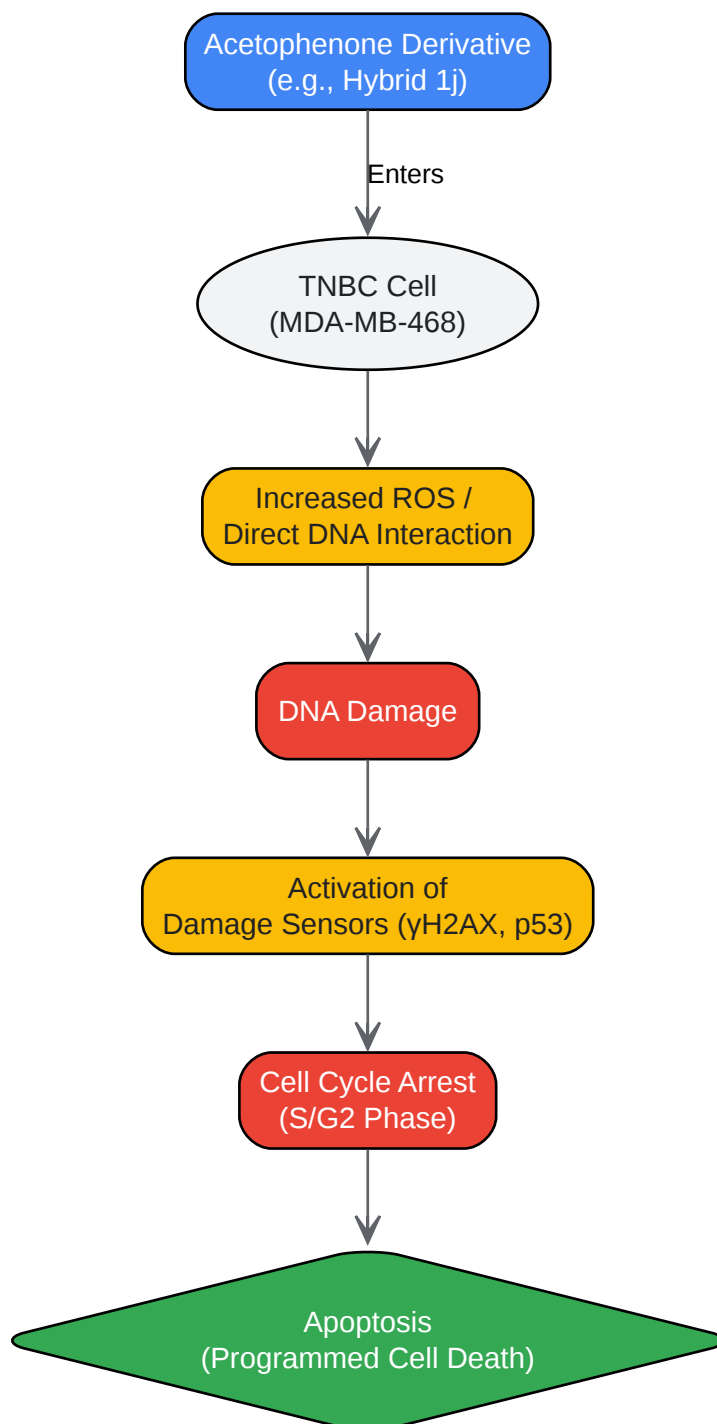 Acetophenone Derivative
(e.g., Hybrid 1j)
Enters
TNBC Cell
(MDA-MB-468)
Increased ROS /
Direct DNA Interaction
DNA Damage
Activation of
Damage Sensors (γH2AX, p53)
Cell Cycle Arrest
(S/G2 Phase)
Apoptosis
(Programmed Cell Death)